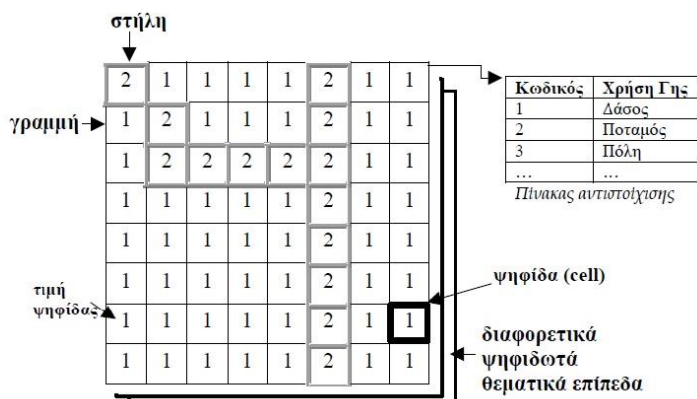 στήλη
γραμμή
2 1 1 1 1 2 1 1
1 2 1 1 1 2 1 1
1 2 2 2 2 2 1 1
1 1 1 1 1 2 1 1
1 1 1 1 1 2 1 1
1 1 1 1 1 2 1 1
1 1 1 1 1 2 1 1
1 1 1 1 1 2 1 1
τιμή
ψηφίδας
Κωδικός Χρήση Γης
1 Δάσος
2 Ποταμός
3 Πόλη
... ...
Πίνακας αντιστοίχισης
ψηφίδα (cell)
διαφορετικά
ψηφιδωτά
θεματικά επίπεδα